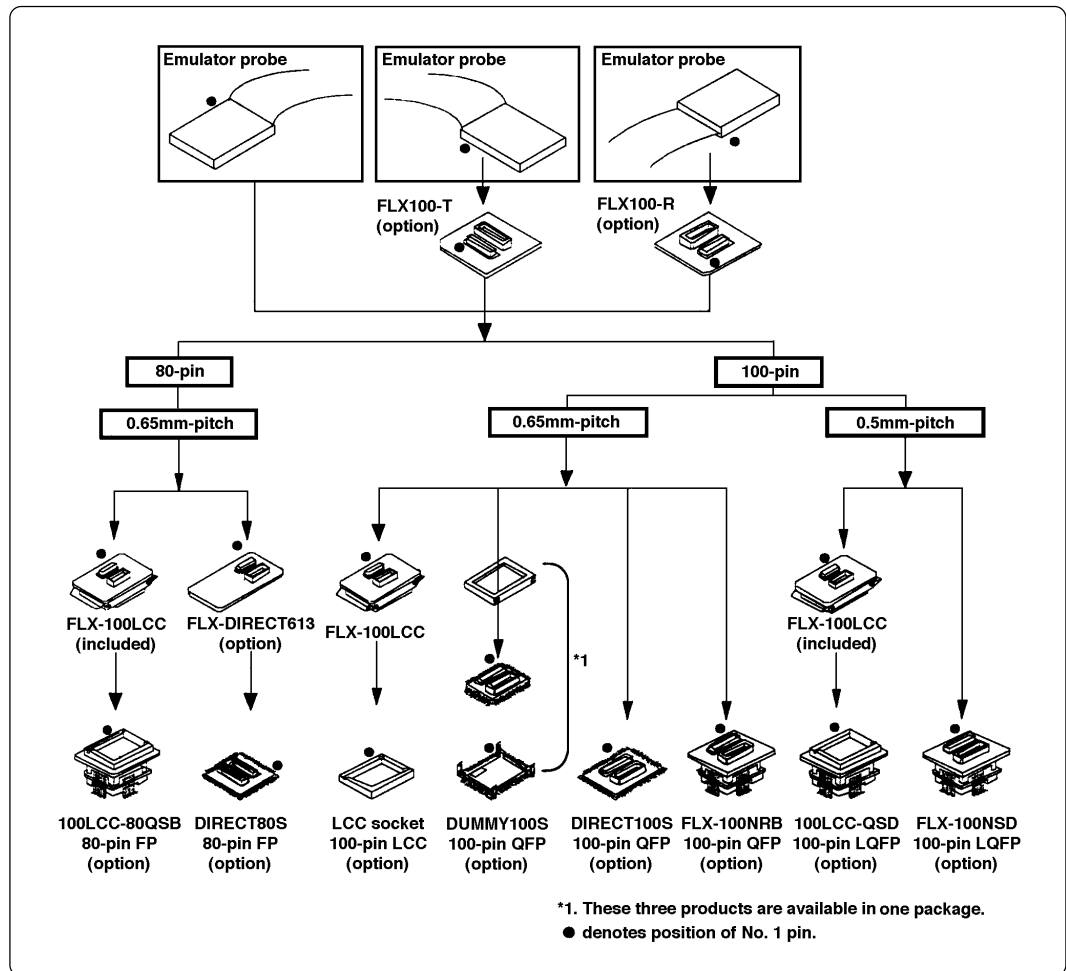 Emulator probe
Emulator probe
Emulator probe
FLX100-T
(option)
FLX100-R
(option)
80-pin
100-pin
0.65mm-pitch
0.65mm-pitch
0.5mm-pitch
FLX-100LCC
(included)
FLX-DIRECT613
(option)
FLX-100LCC
*1
FLX-100LCC
(included)
100LCC-80QSB
80-pin FP
(option)
DIRECT80S
80-pin FP
(option)
LCC socket
100-pin LCC
(option)
DUMMY100S
100-pin QFP
(option)
DIRECT100S
100-pin QFP
(option)
FLX-100NRB
100-pin QFP
(option)
100LCC-QSD
100-pin LQFP
(option)
FLX-100NSD
100-pin LQFP
(option)
*1. These three products are available in one package.
● denotes position of No. 1 pin.